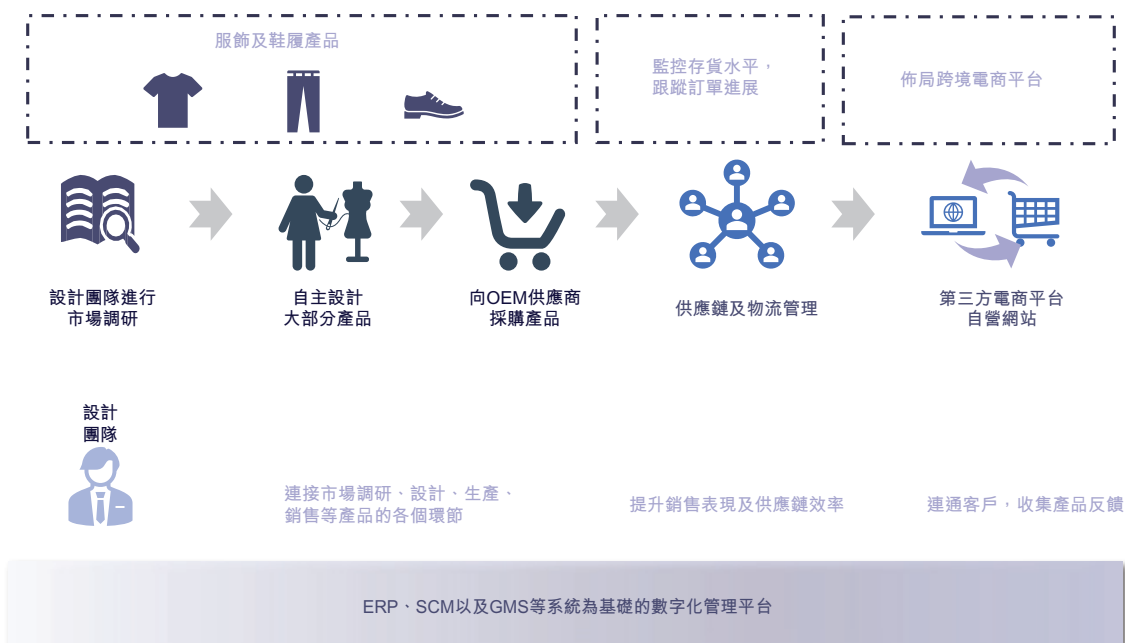 服飾及鞋履產品
監控存貨水平，
跟蹤訂單進展
佈局跨境電商平台
設計團隊進行
市場調研
自主設計
大部分產品
向OEM供應商
採購產品
供應鏈及物流管理
第三方電商平台
自營網站
設計
團隊
連接市場調研、設計、生產、
銷售等產品的各個環節
提升銷售表現及供應鏈效率
連通客戶，收集產品反饋
ERP、SCM以及GMS等系統為基礎的數字化管理平台